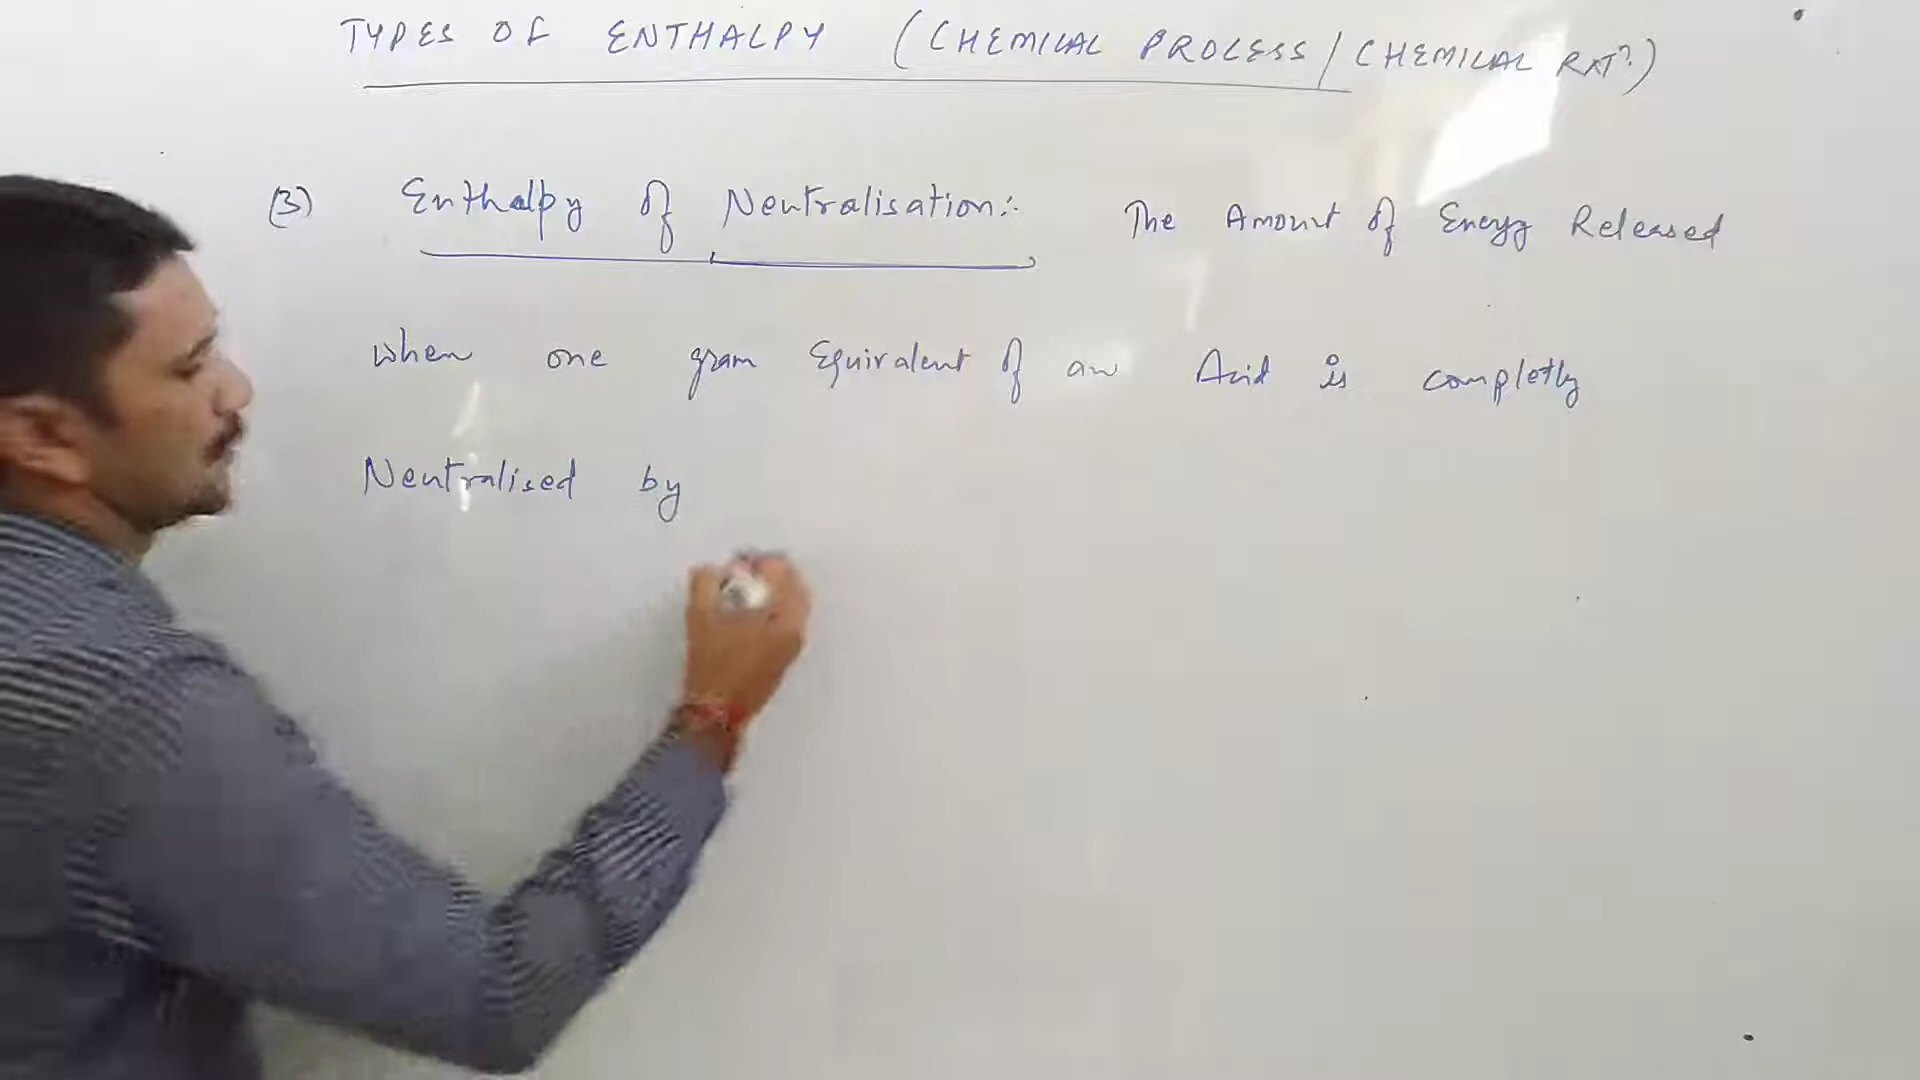 TYPES OF ENTHALPY (CHEMICAL PROCESS / CHEMICAL RXTn.)
(3) Enthalpy of Neutralisation:- The Amount of Energy Released
when one gram Equivalent of an Acid is completly
Neutralised by